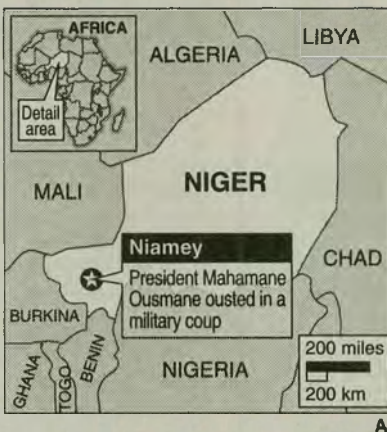 AFRICA
Detail
area
ALGERIA
LIBYA
MALI
NIGER
CHAD
Niamey
President Mahamane
Ousmane ousted in a
military coup
BURKINA
GHANA
TOGO
BENIN
NIGERIA
200 miles
200 km
A